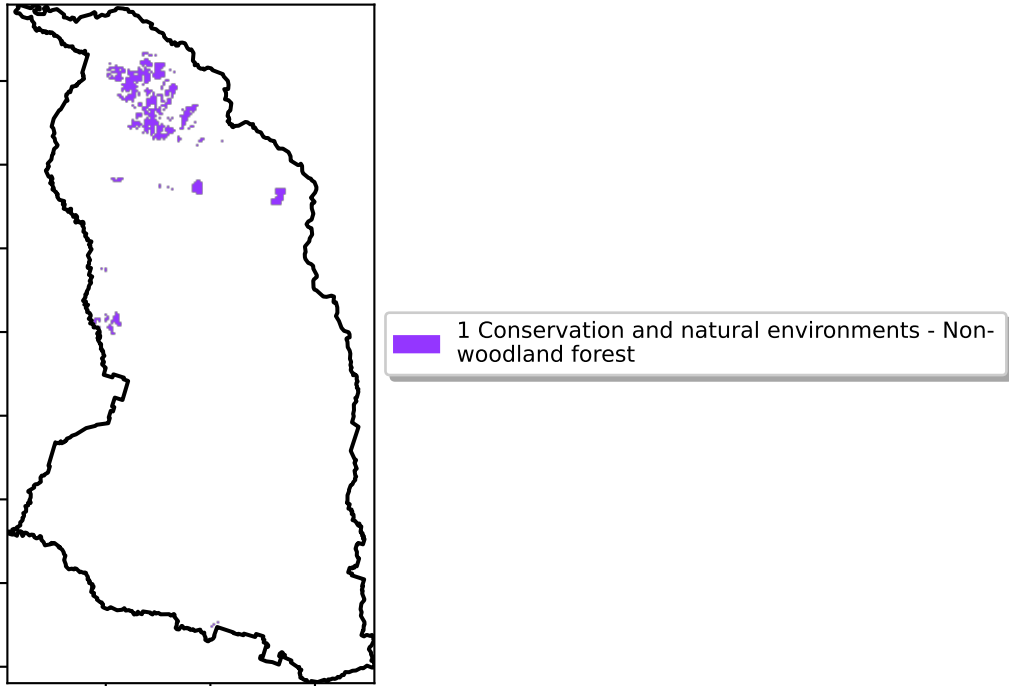 1 Conservation and natural environments - Non-
woodland forest